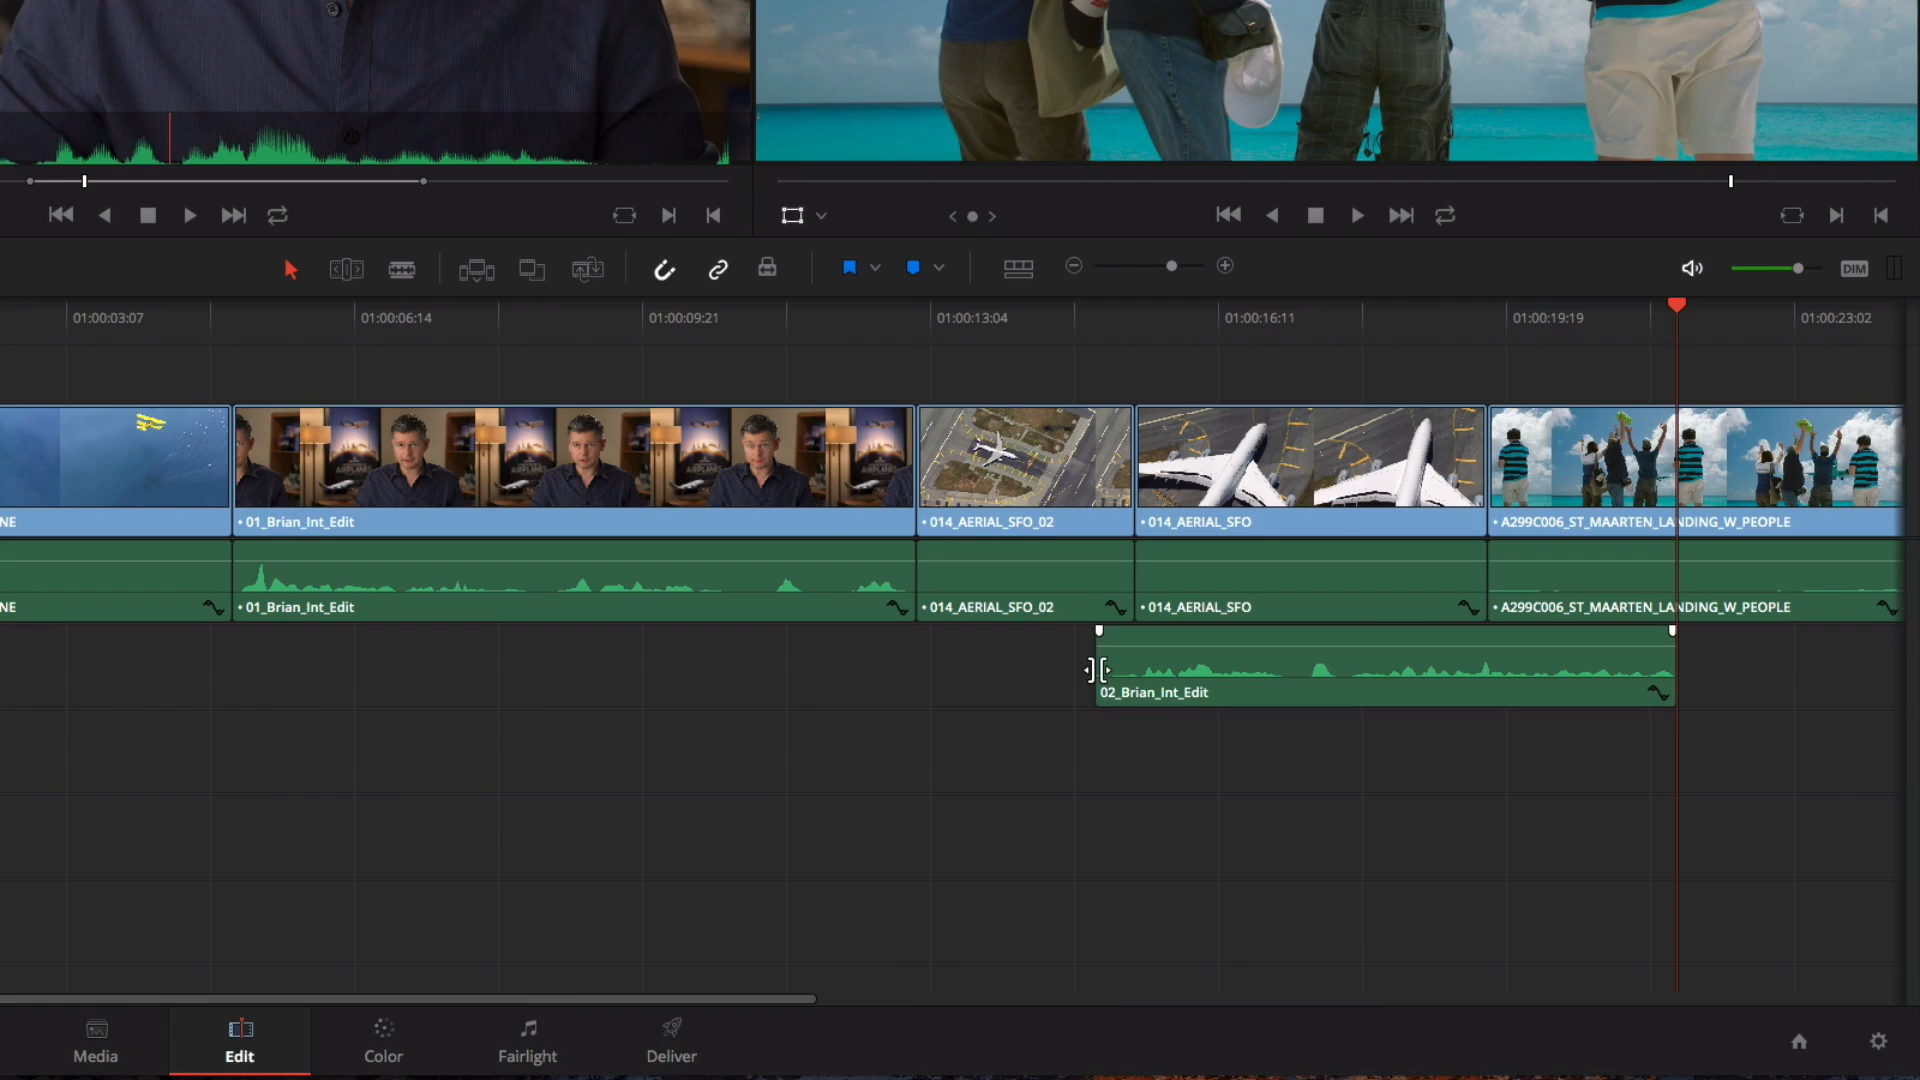 DIM
01:00:03:07
01:00:06:14
01:00:09:21
01:00:13:04
01:00:16:11
01:00:19:19
01:00:23:02
AIRPLANES
NE
• 01_Brian_Int_Edit
• 014_AERIAL_SFO_02
• 014_AERIAL_SFO
• A299C006_ST_MAARTEN_LANDING_W_PEOPLE
NE
• 01_Brian_Int_Edit
• 014_AERIAL_SFO_02
• 014_AERIAL_SFO
• A299C006_ST_MAARTEN_LANDING_W_PEOPLE
02_Brian_Int_Edit
Media
Edit
Color
Fairlight
Deliver